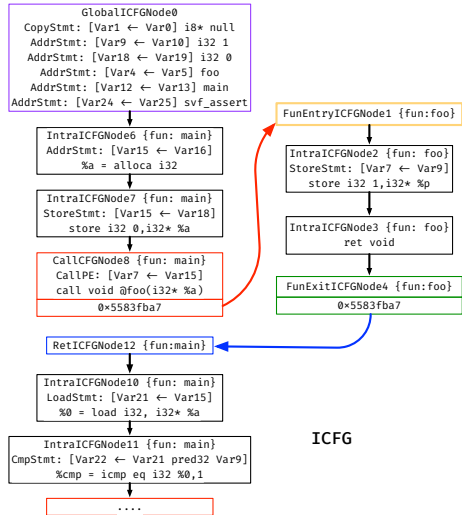 GlobalICFGNode0
CopyStmt: [Var1 ← Var0] i8* null
AddrStmt: [Var9 ← Var10] i32 1
AddrStmt: [Var18 ← Var19] i32 0
AddrStmt: [Var4 ← Var5] foo
AddrStmt: [Var12 ← Var13] main
AddrStmt: [Var24 ← Var25] svf_assert
IntraICFGNode6 {fun: main}
AddrStmt: [Var15 ← Var16]
%a = alloca i32
IntraICFGNode7 {fun: main}
StoreStmt: [Var15 ← Var18]
store i32 0,i32* %a
CallCFGNode8 {fun: main}
CallPE: [Var7 ← Var15]
call void @foo(i32* %a)
0×5583fba7
FunEntryICFGNode1 {fun:foo}
IntraICFGNode2 {fun: foo}
StoreStmt: [Var7 ← Var9]
store i32 1,i32* %p
IntraICFGNode3 {fun: foo}
ret void
FunExitICFGNode4 {fun:foo}
0×5583fba7
RetICFGNode12 {fun:main}
IntraICFGNode10 {fun: main}
LoadStmt: [Var21 ← Var15]
%0 = load i32, i32* %a
IntraICFGNode11 {fun: main}
CmpStmt: [Var22 ← Var21 pred32 Var9]
%cmp = icmp eq i32 %0,1
....
ICFG